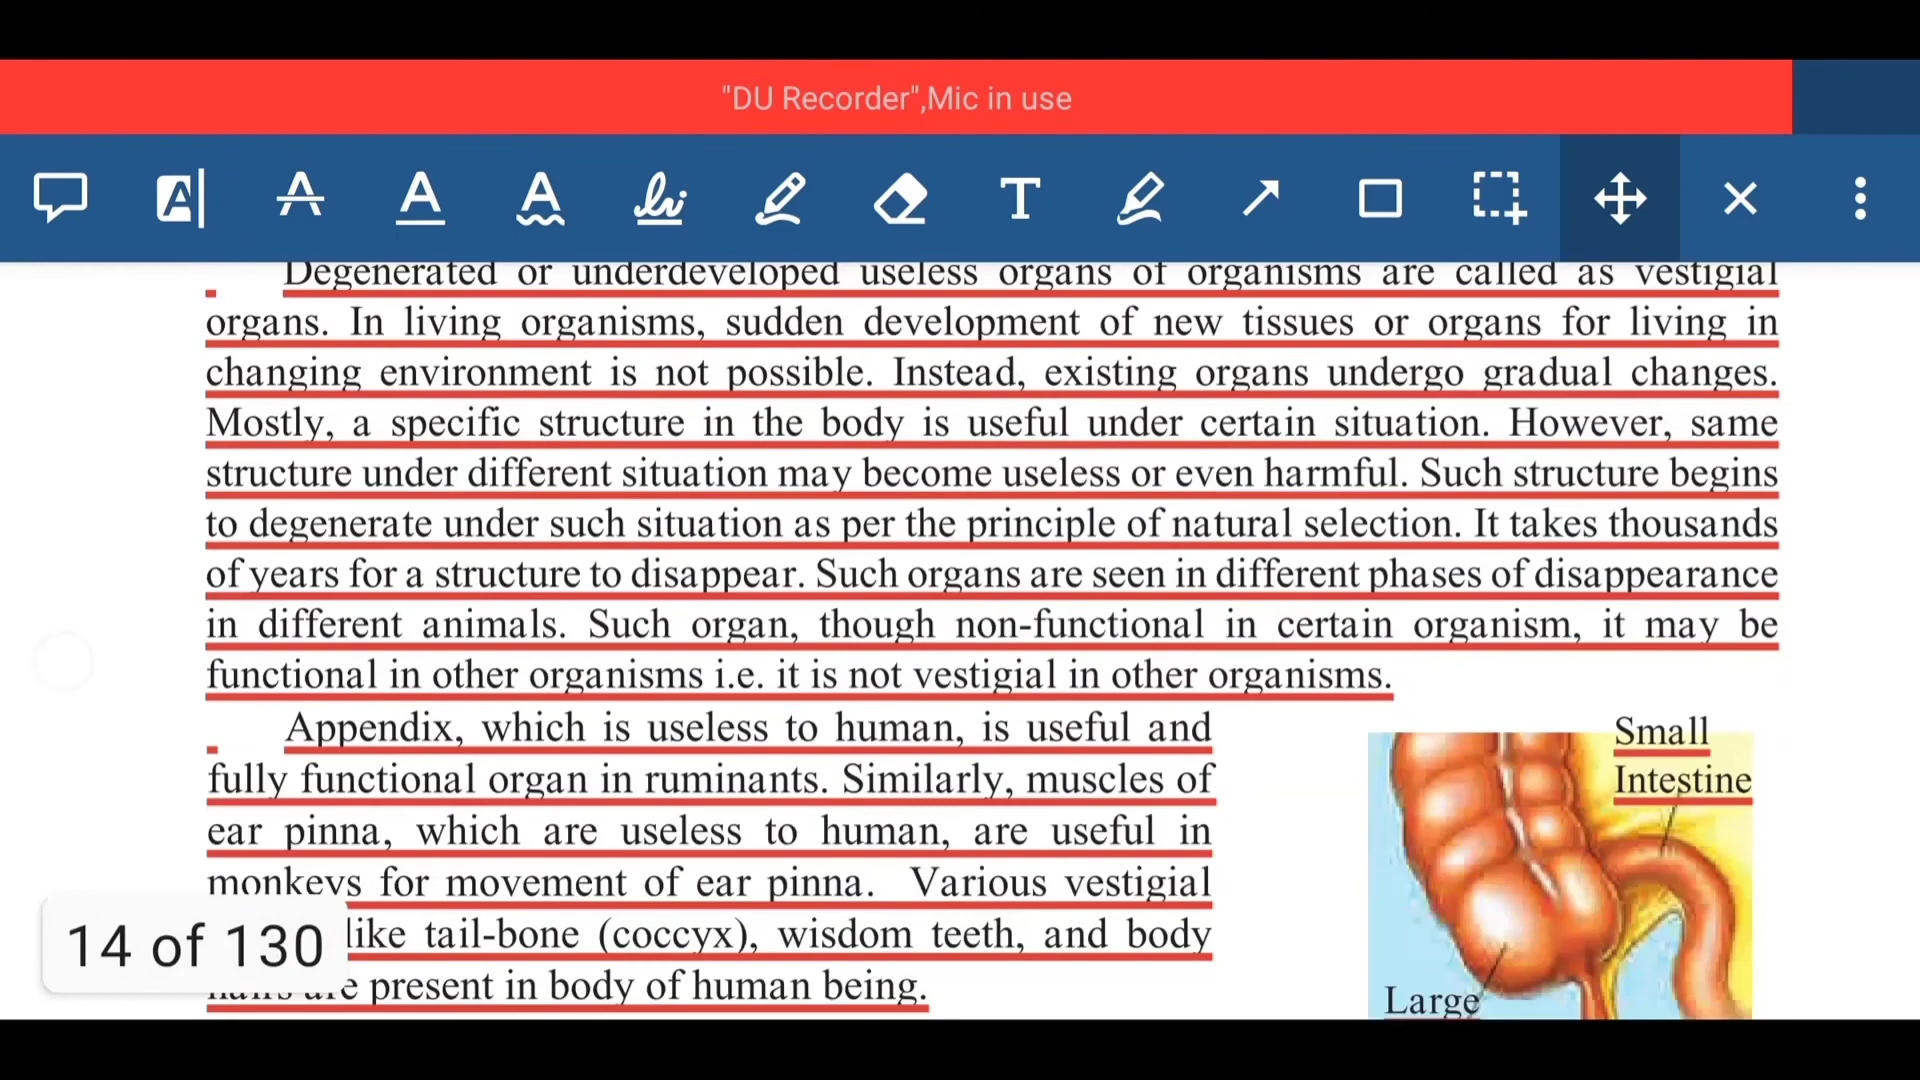 "DU Recorder",Mic in use
Degenerated or underdeveloped useless organs of organisms are called as vestigial
organs. In living organisms, sudden development of new tissues or organs for living in
changing environment is not possible. Instead, existing organs undergo gradual changes.
Mostly, a specific structure in the body is useful under certain situation. However, same
structure under different situation may become useless or even harmful. Such structure begins
to degenerate under such situation as per the principle of natural selection. It takes thousands
of years for a structure to disappear. Such organs are seen in different phases of disappearance
in different animals. Such organ, though non-functional in certain organism, it may be
functional in other organisms i.e. it is not vestigial in other organisms.
Appendix, which is useless to human, is useful and
fully functional organ in ruminants. Similarly, muscles of
ear pinna, which are useless to human, are useful in
monkeys for movement of ear pinna. Various vestigial
like tail-bone (coccyx), wisdom teeth, and body
hairs are present in body of human being.
Small
Intestine
Large
14 of 130